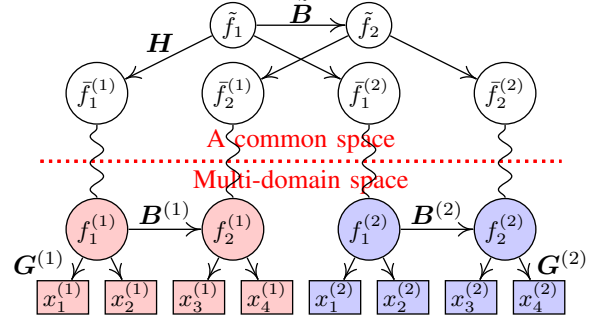 f̃₁ B̃ f̃₂
H
f̄₁⁽¹⁾ f̄₂⁽¹⁾ f̄₁⁽²⁾ f̄₂⁽²⁾
A common space
Multi-domain space
f₁⁽¹⁾ B⁽¹⁾ f₂⁽¹⁾ f₁⁽²⁾ B⁽²⁾ f₂⁽²⁾
G⁽¹⁾ G⁽²⁾
x₁⁽¹⁾ x₂⁽¹⁾ x₃⁽¹⁾ x₄⁽¹⁾ x₁⁽²⁾ x₂⁽²⁾ x₃⁽²⁾ x₄⁽²⁾